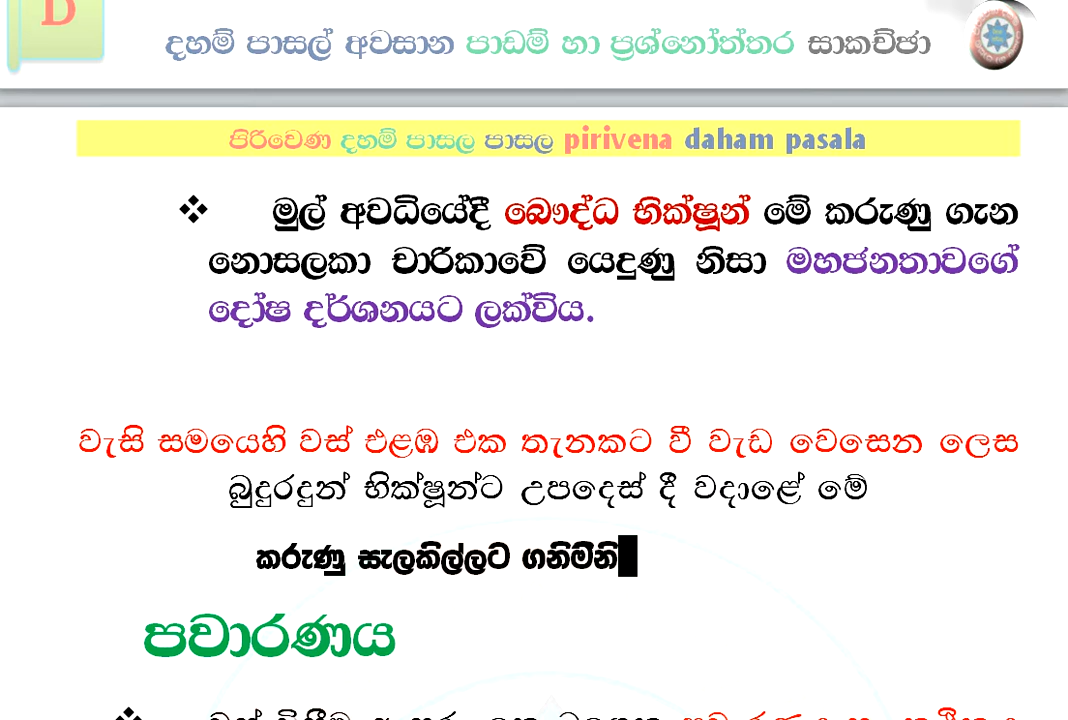 D
දහම් පාසල් අවසාන පාඩම් හා ප්‍රශ්නෝත්තර සාකච්ඡා
පිරිවෙණ දහම් පාසල පාසල pirivena daham pasala
❖ මුල් අවධියේදී බෞද්ධ භික්ෂූන් මේ කරුණු ගැන
නොසලකා චාරිකාවේ යෙදුණු නිසා මහජනතාවගේ
දෝෂ දර්ශනයට ලක්විය.
වැසි සමයෙහි වස් එළඹ එක තැනකට වී වැඩ වෙසෙන ලෙස
බුදුරදුන් භික්ෂූන්ට උපදෙස් දී වදාළේ මේ
කරුණු සැලකිල්ලට ගනිමිනි
පවාරණය